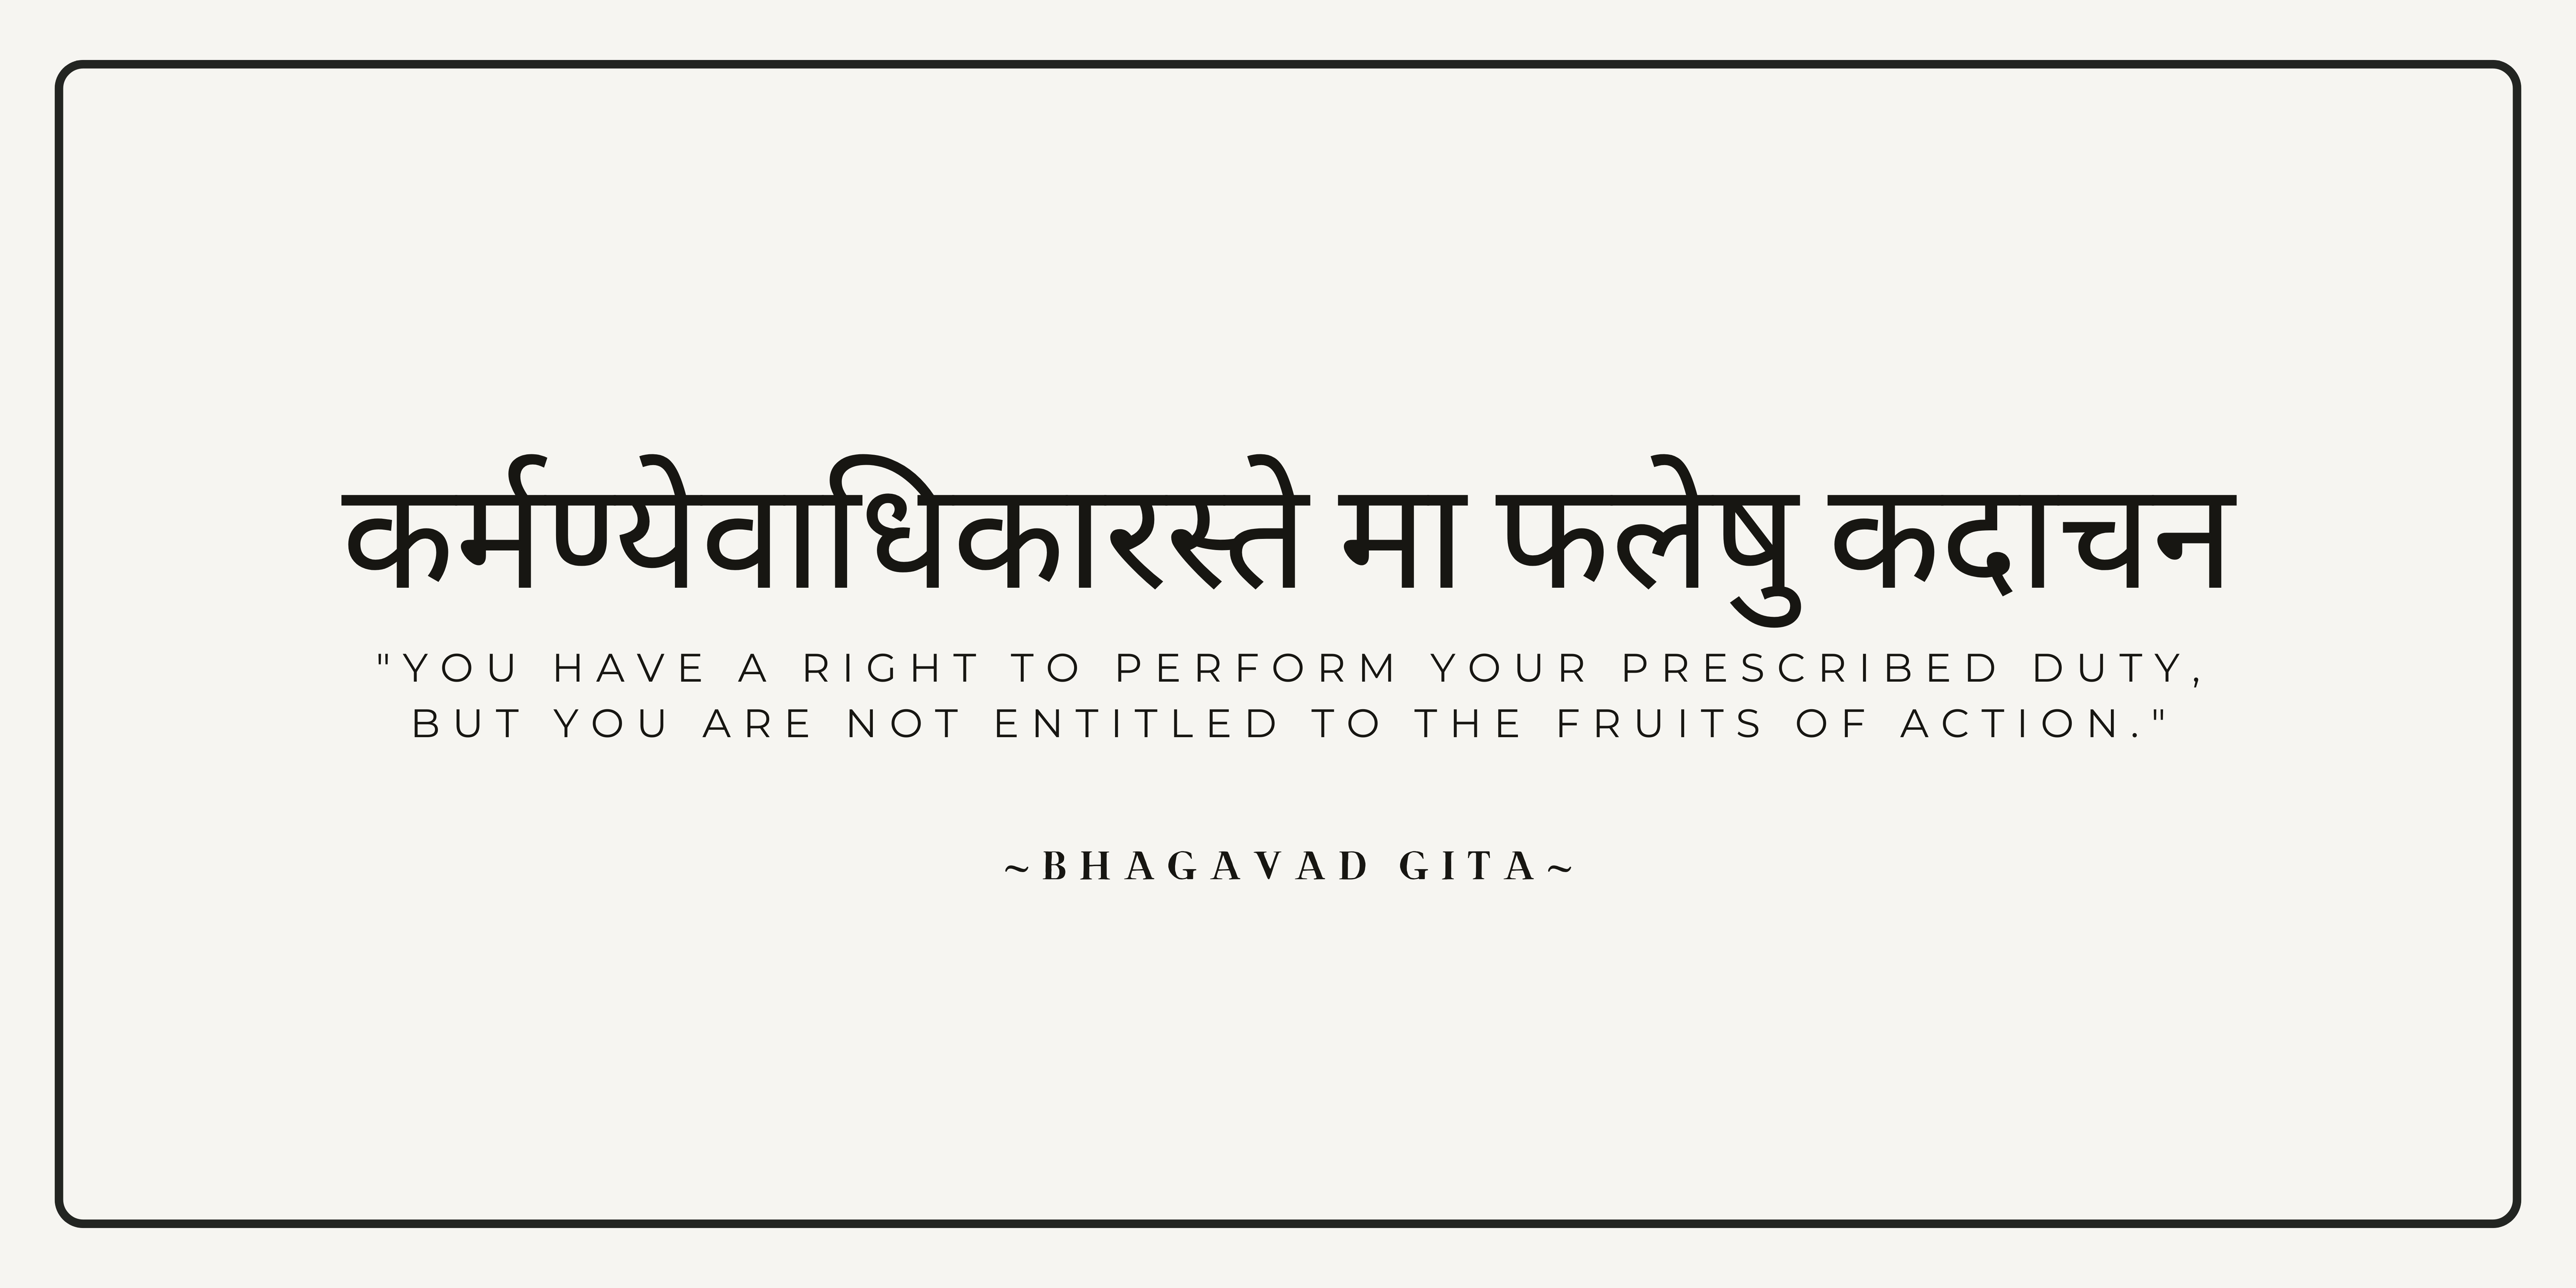 कर्मण्येवाधिकारस्ते मा फलेषु कदाचन
"YOU HAVE A RIGHT TO PERFORM YOUR PRESCRIBED DUTY,
BUT YOU ARE NOT ENTITLED TO THE FRUITS OF ACTION."
~BHAGAVAD GITA~